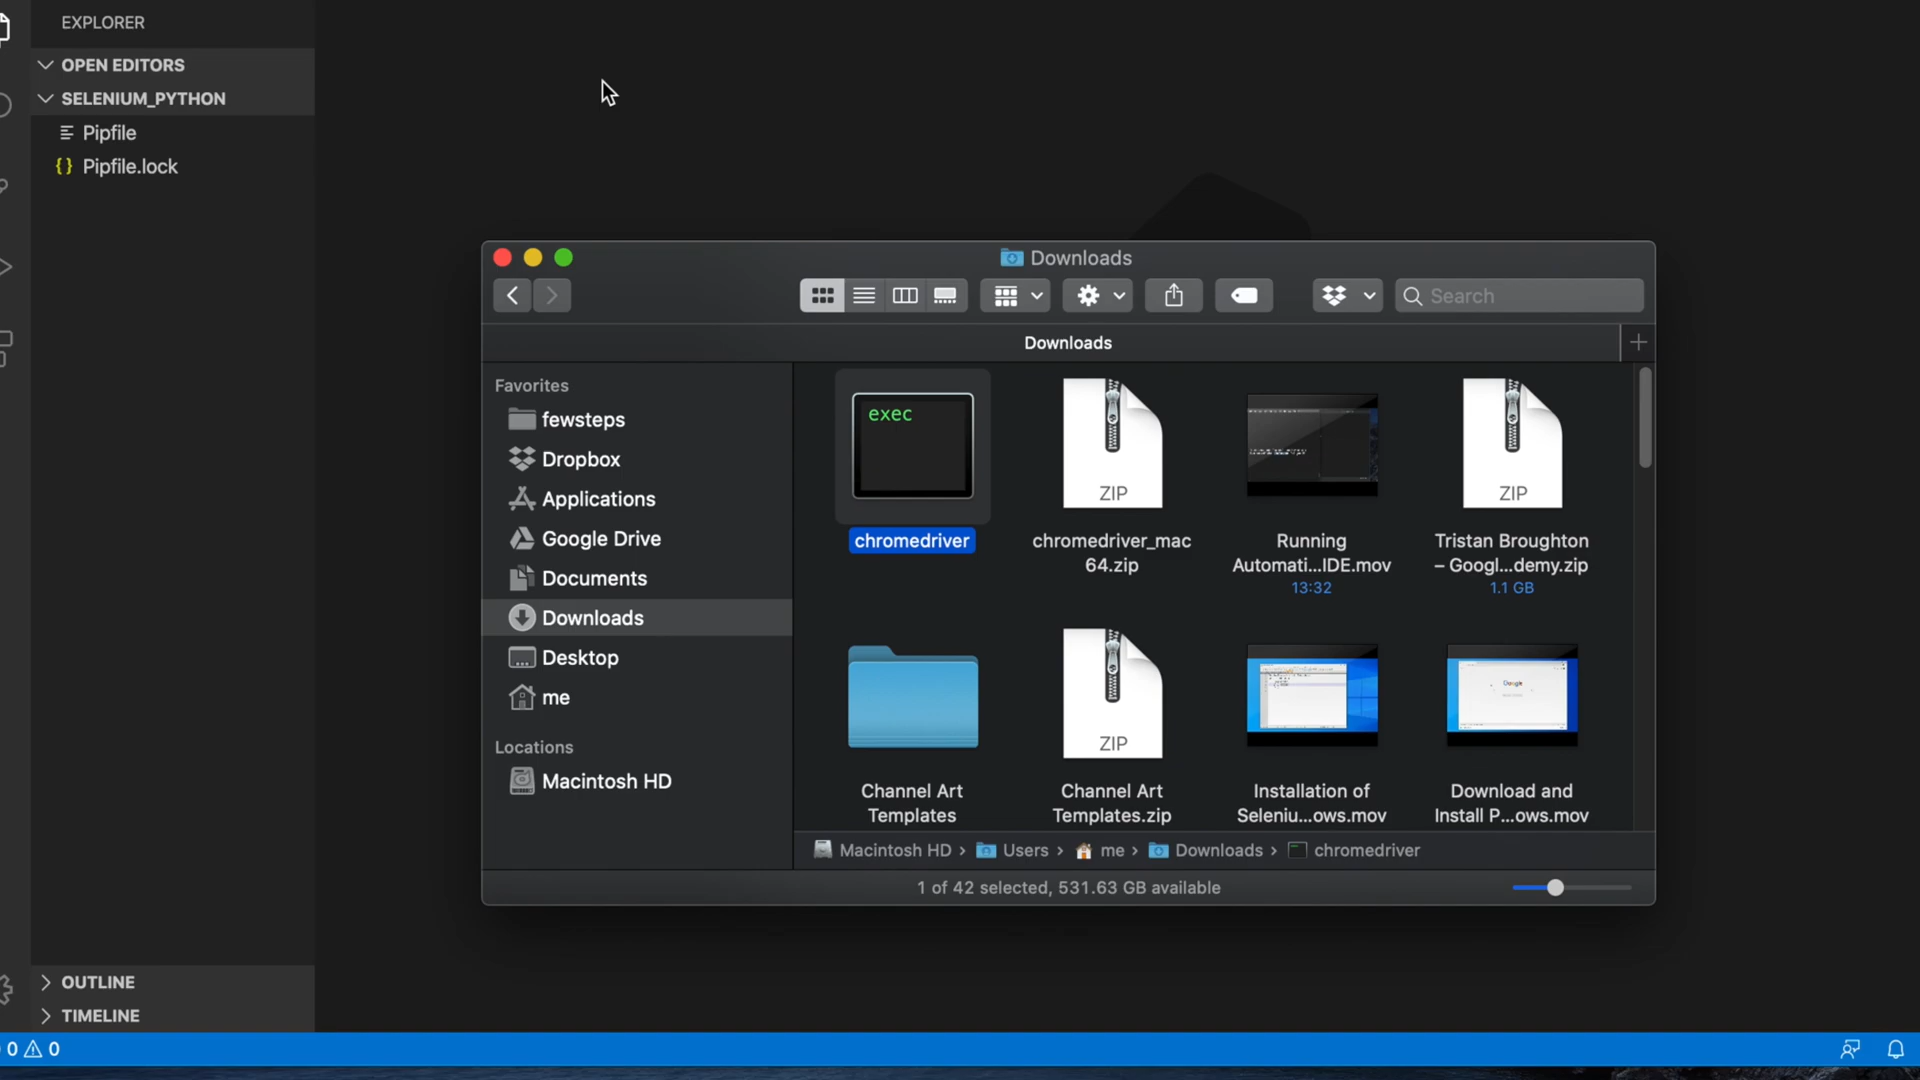 EXPLORER
OPEN EDITORS
SELENIUM_PYTHON
Pipfile
{} Pipfile.lock
OUTLINE
TIMELINE
0 0
Downloads
Search
Downloads
Favorites
fewsteps
Dropbox
Applications
Google Drive
Documents
Downloads
Desktop
me
Locations
Macintosh HD
exec
chromedriver
ZIP
chromedriver_mac
64.zip
Running
Automati...IDE.mov
13:32
ZIP
Tristan Broughton
– Googl...demy.zip
1.1 GB
Channel Art
Templates
ZIP
Channel Art
Templates.zip
Installation of
Seleniu...ows.mov
Google
Download and
Install P...ows.mov
Macintosh HD › Users › me › Downloads › chromedriver
1 of 42 selected, 531.63 GB available